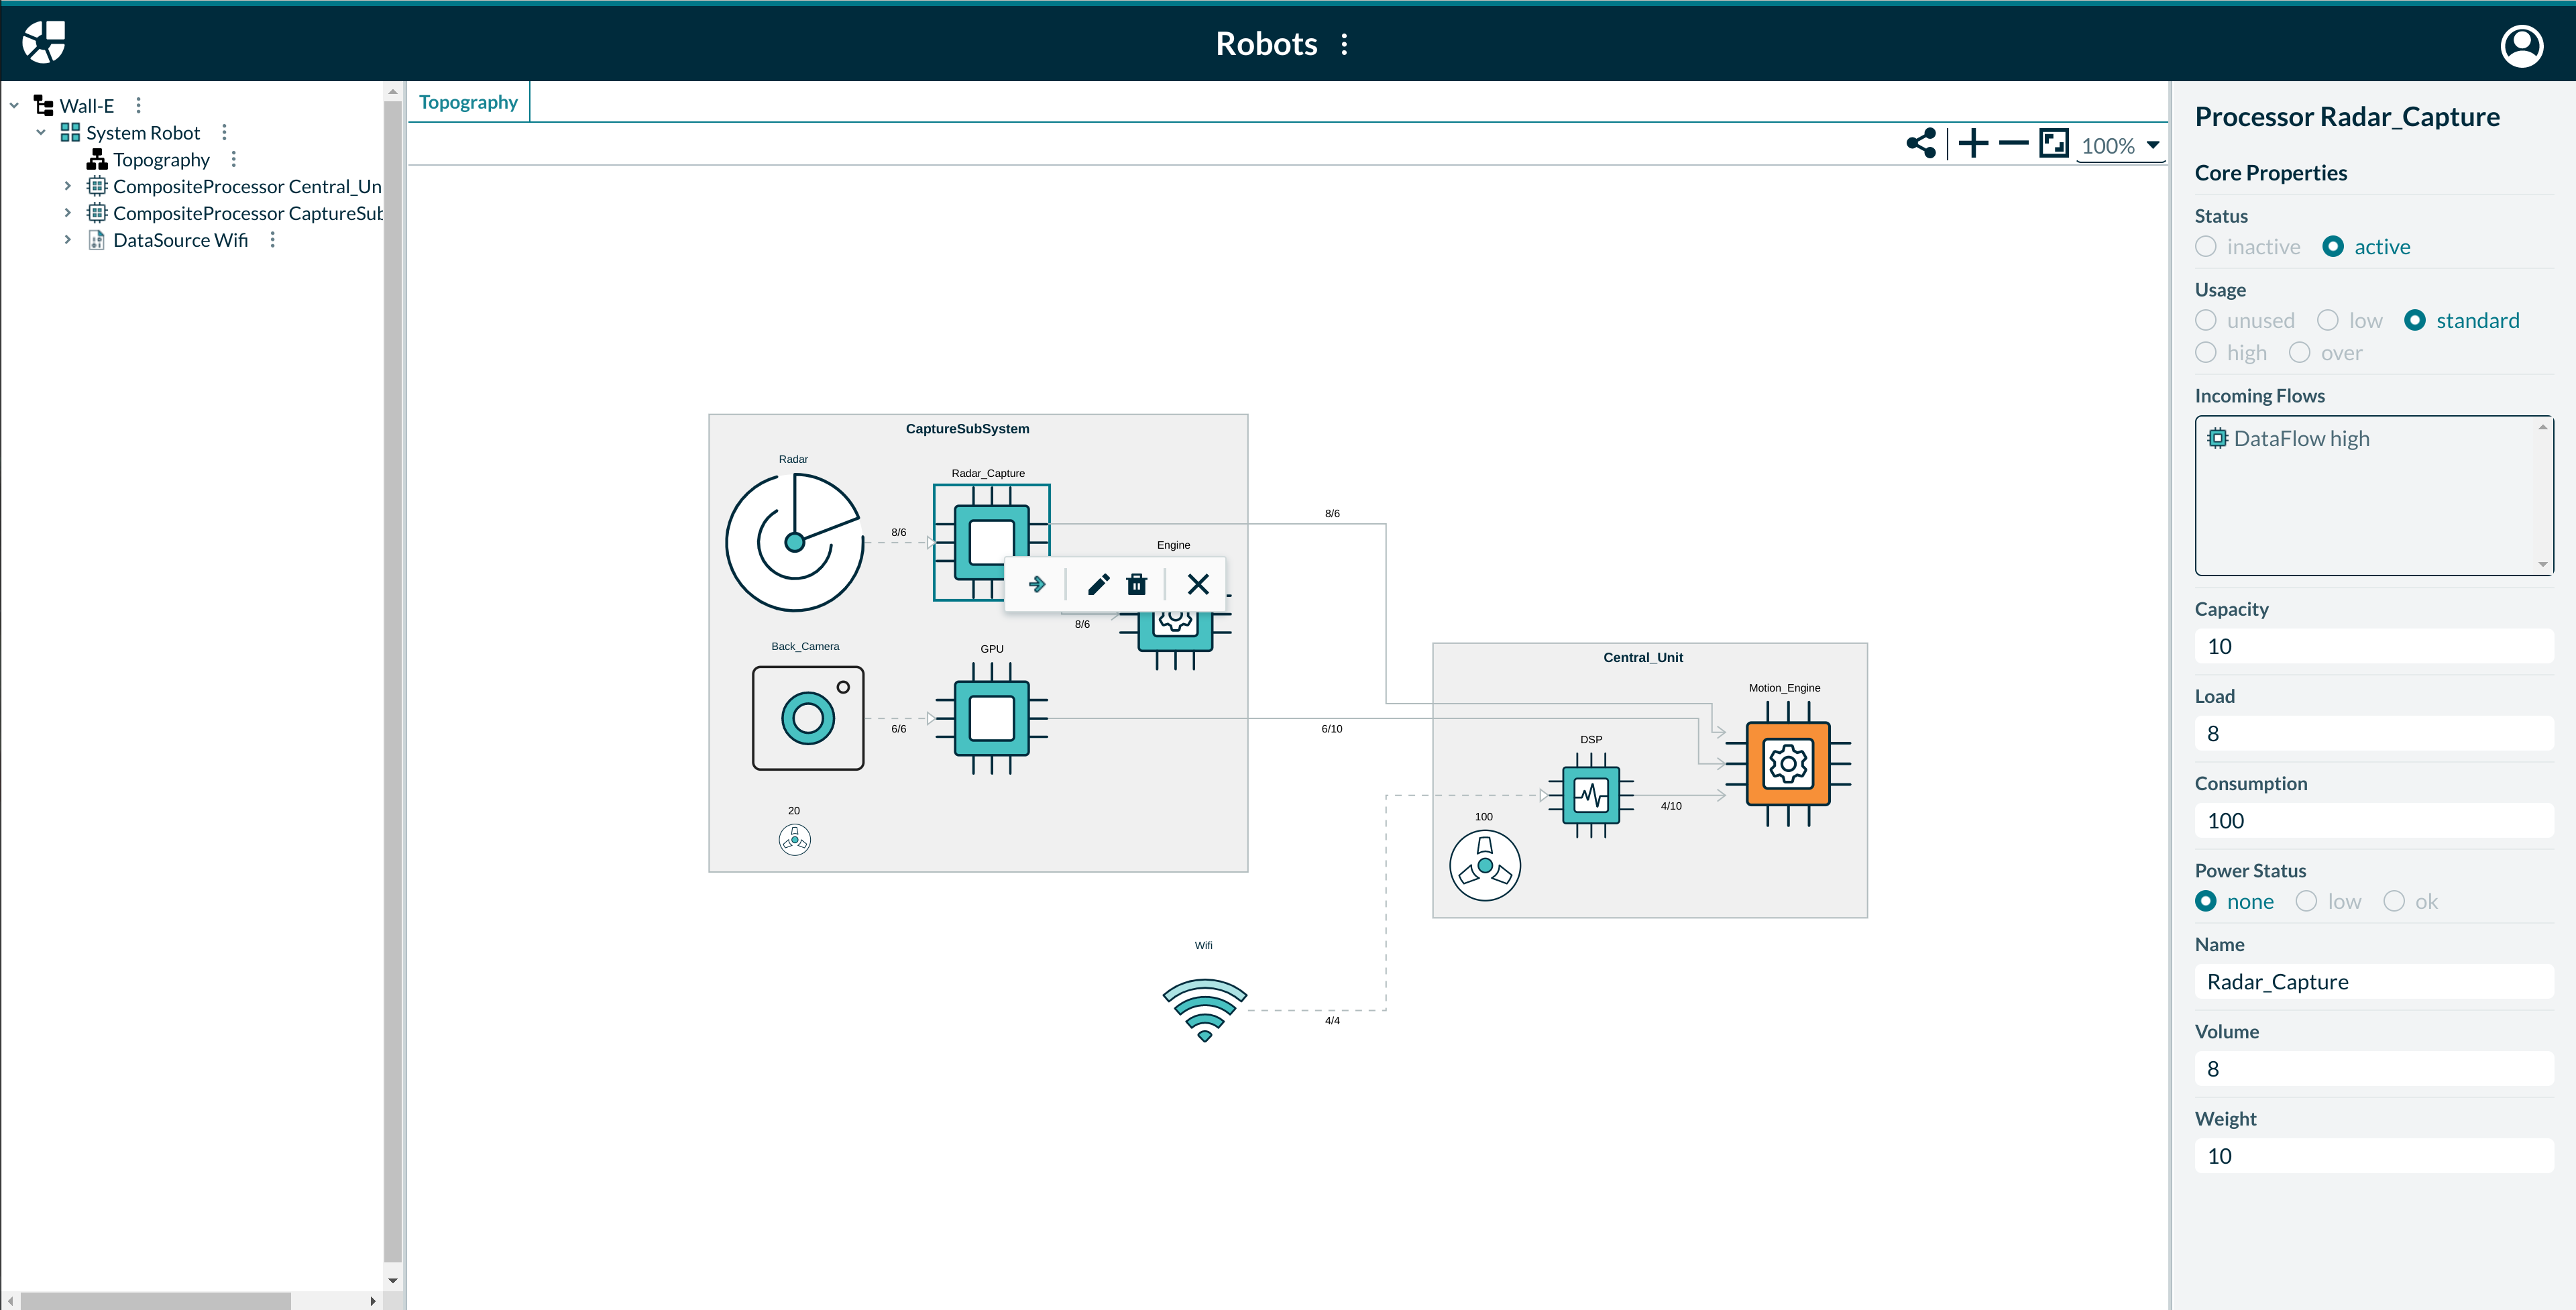 Robots
Wall-E
System Robot
Topography
CompositeProcessor Central_Un
CompositeProcessor CaptureSub
DataSource Wifi
Topography
100%
CaptureSubSystem
Radar
Radar_Capture
8/6
8/6
Engine
8/6
Back_Camera
GPU
6/6
6/10
20
Central_Unit
Motion_Engine
DSP
4/10
100
Wifi
4/4
Processor Radar_Capture
Core Properties
Status
inactive active
Usage
unused low standard
high over
Incoming Flows
DataFlow high
Capacity
10
Load
8
Consumption
100
Power Status
none low ok
Name
Radar_Capture
Volume
8
Weight
10